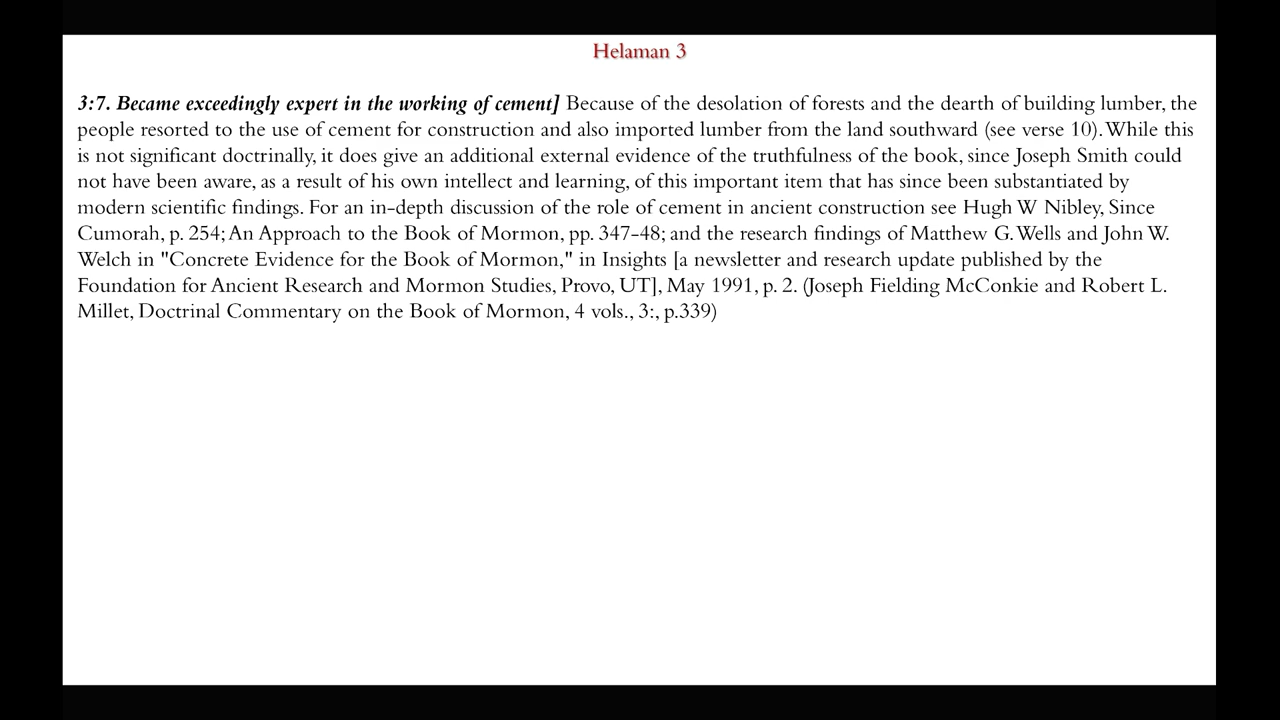 Helaman 3
3:7. Became exceedingly expert in the working of cement] Because of the desolation of forests and the dearth of building lumber, the
people resorted to the use of cement for construction and also imported lumber from the land southward (see verse 10). While this
is not significant doctrinally, it does give an additional external evidence of the truthfulness of the book, since Joseph Smith could
not have been aware, as a result of his own intellect and learning, of this important item that has since been substantiated by
modern scientific findings. For an in-depth discussion of the role of cement in ancient construction see Hugh W Nibley, Since
Cumorah, p. 254; An Approach to the Book of Mormon, pp. 347-48; and the research findings of Matthew G. Wells and John W.
Welch in "Concrete Evidence for the Book of Mormon," in Insights [a newsletter and research update published by the
Foundation for Ancient Research and Mormon Studies, Provo, UT], May 1991, p. 2. (Joseph Fielding McConkie and Robert L.
Millet, Doctrinal Commentary on the Book of Mormon, 4 vols., 3:, p.339)